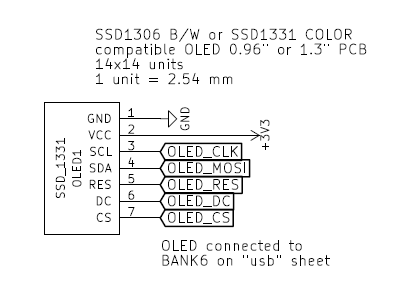 SSD1306 B/W or SSD1331 COLOR
compatible OLED 0.96" or 1.3" PCB
14x14 units
1 unit = 2.54 mm
SSD_1331
OLED1
GND 1 GND
VCC 2 +3V3
SCL 3 OLED_CLK
SDA 4 OLED_MOSI
RES 5 OLED_RES
DC 6 OLED_DC
CS 7 OLED_CS
OLED connected to
BANK6 on "usb" sheet